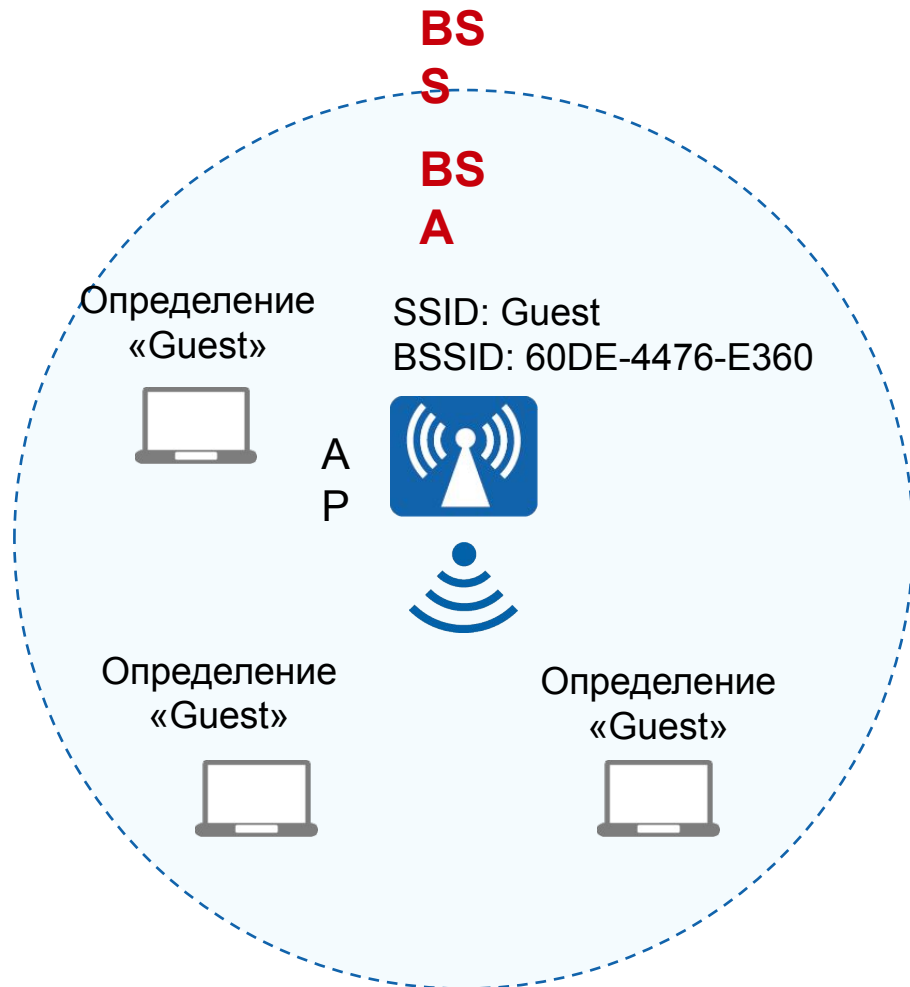 BS
S
BS
A
Определение
«Guest»
SSID: Guest
BSSID: 60DE-4476-E360
A
P
Определение
«Guest»
Определение
«Guest»